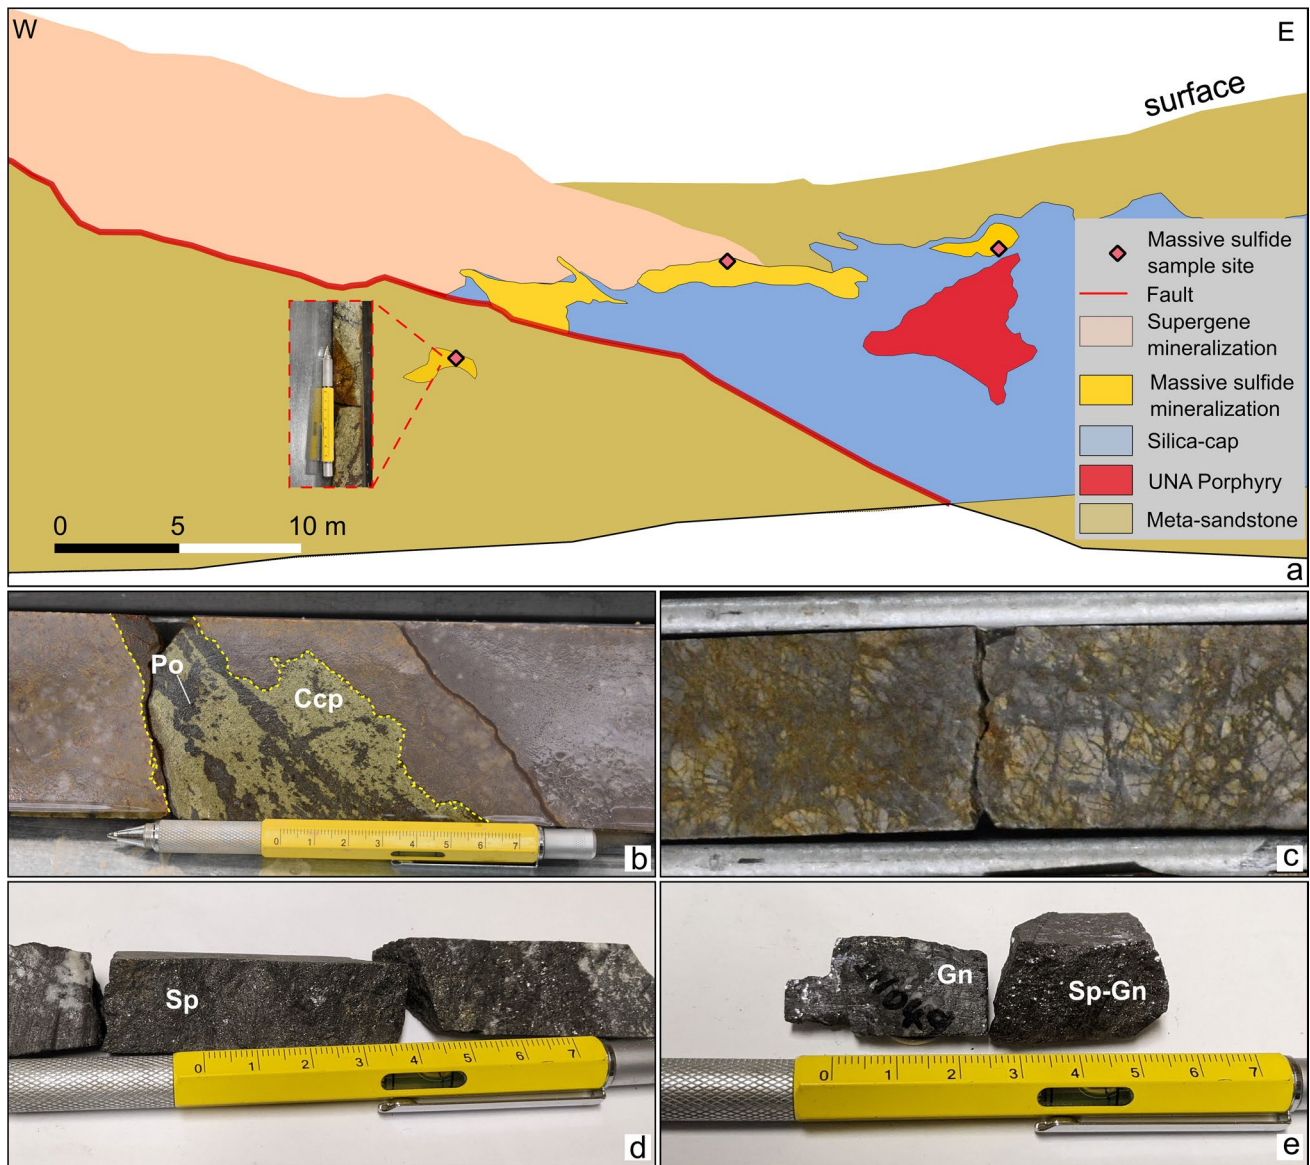 W
E
surface
Massive sulfide
sample site
Fault
Supergene
mineralization
Massive sulfide
mineralization
Silica-cap
UNA Porphyry
Meta-sandstone
0 5 10 m
a
Po
Ccp
0 1 2 3 4 5 6 7
b
c
Sp
0 1 2 3 4 5 6 7
d
Gn
Sp-Gn
0 1 2 3 4 5 6 7
e